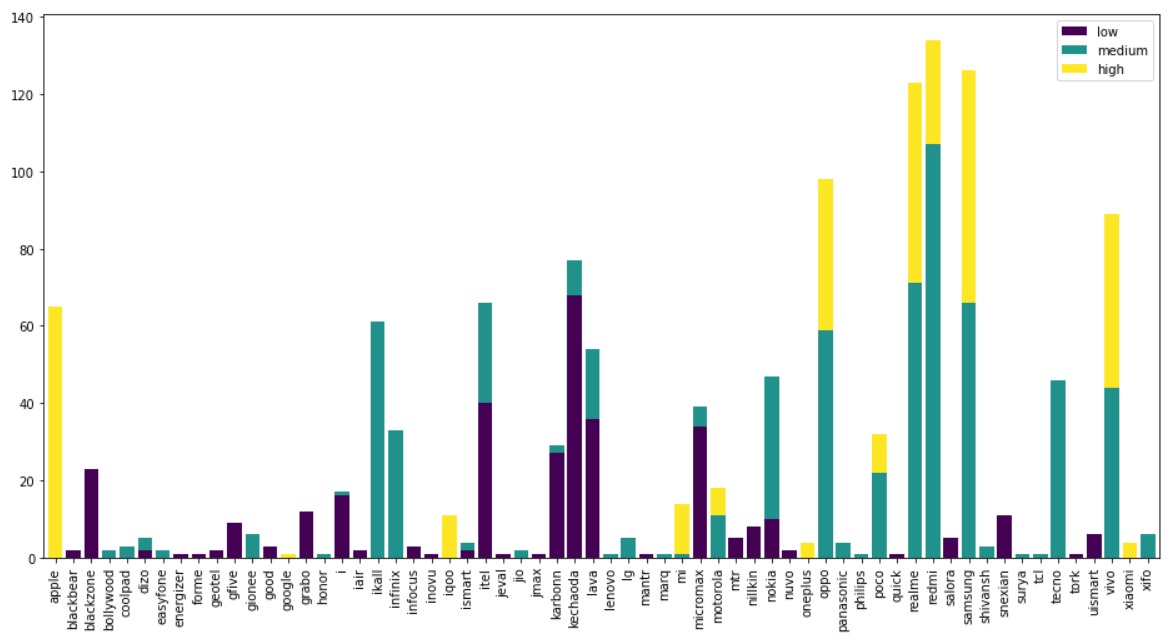 140
120
100
80
60
40
20
0
low
medium
high
apple
blackbear
blackzone
bollywood
coolpad
dizo
easyfone
energizer
forme
geotel
gfive
gionee
good
google
grabo
honor
i
iair
ikall
infinix
infocus
inovu
iqoo
ismart
itel
jeval
jio
jmax
karbonn
kechaoda
lava
lenovo
lg
mantr
marq
mi
micromax
motorola
mtr
nillkin
nokia
nuvo
oneplus
oppo
panasonic
philips
poco
quick
realme
redmi
salora
samsung
shivansh
snexian
surya
tcl
tecno
tork
uismart
vivo
xiaomi
xifo